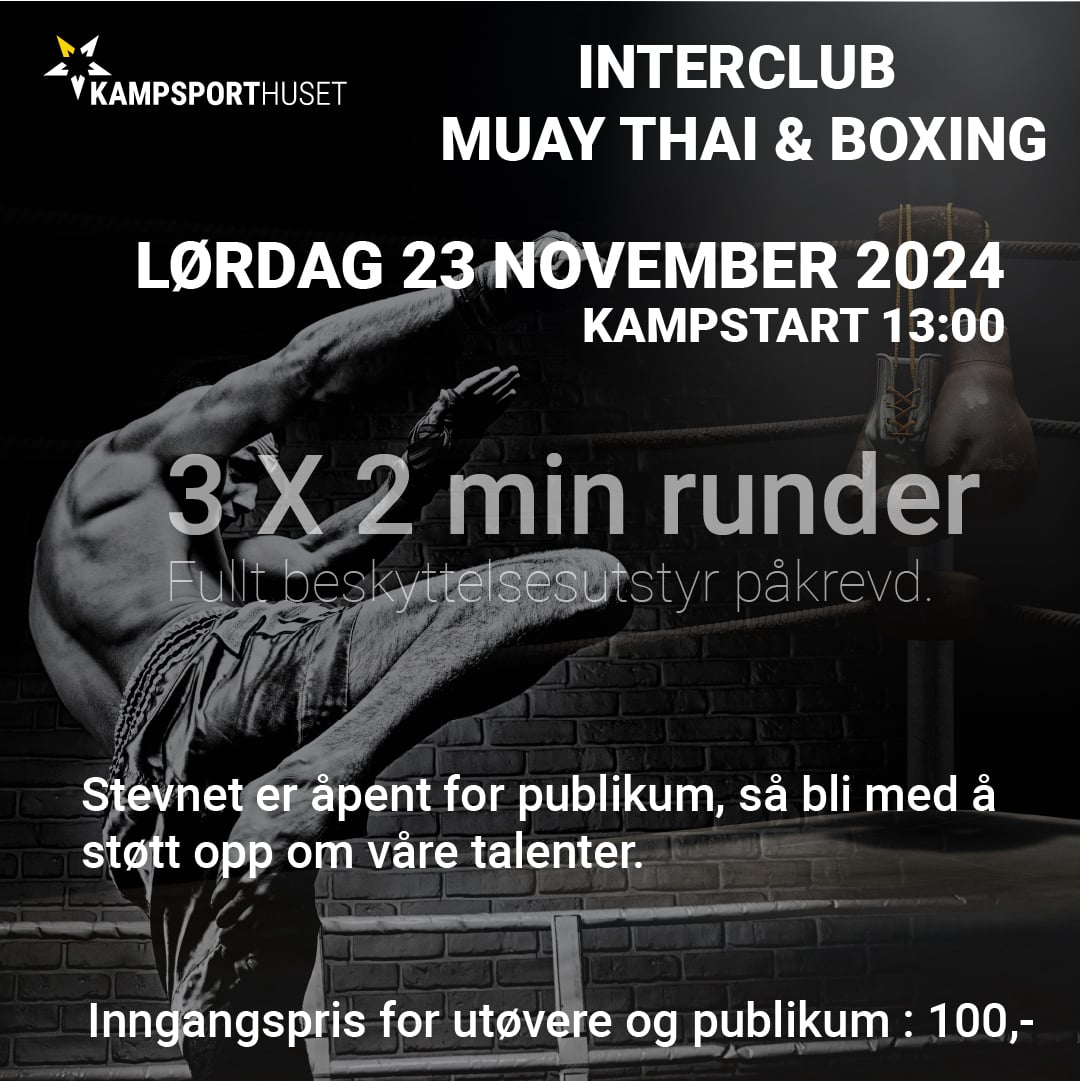 KAMPSPORTHUSET
INTERCLUB
MUAY THAI & BOXING
LØRDAG 23 NOVEMBER 2024
KAMPSTART 13:00
3 X 2 min runder
Fullt beskyttelsesutstyr påkrevd.
Stevnet er åpent for publikum, så bli med å
støtt opp om våre talenter.
Inngangspris for utøvere og publikum : 100,-